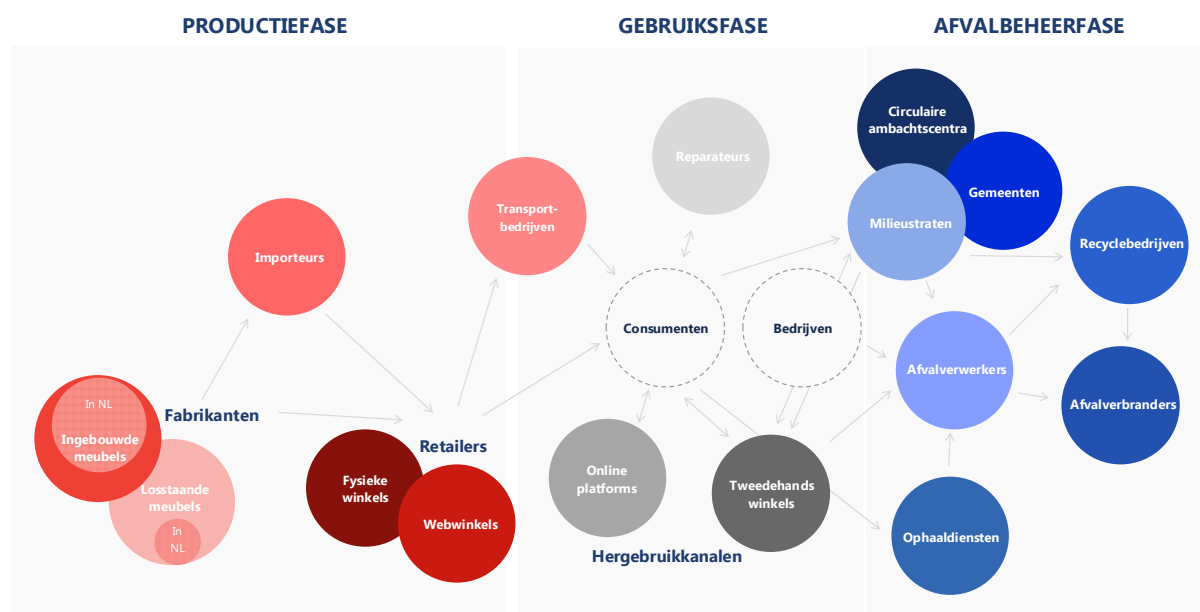 PRODUCTIEFASE
GEBRUIKSFASE
AFVALBEHEERFASE
Circulaire
ambachtscentra
Reparateurs
Gemeenten
Transport-
bedrijven
Milieustraten
Recyclebedrijven
Importeurs
Consumenten
Bedrijven
Afvalverwerkers
Afvalverbranders
In NL
Fabrikanten
Ingebouwde
meubels
Retailers
Losstaande
meubels
In
NL
Fysieke
winkels
Webwinkels
Online
platforms
Tweedehands
winkels
Hergebruikkanalen
Ophaaldiensten